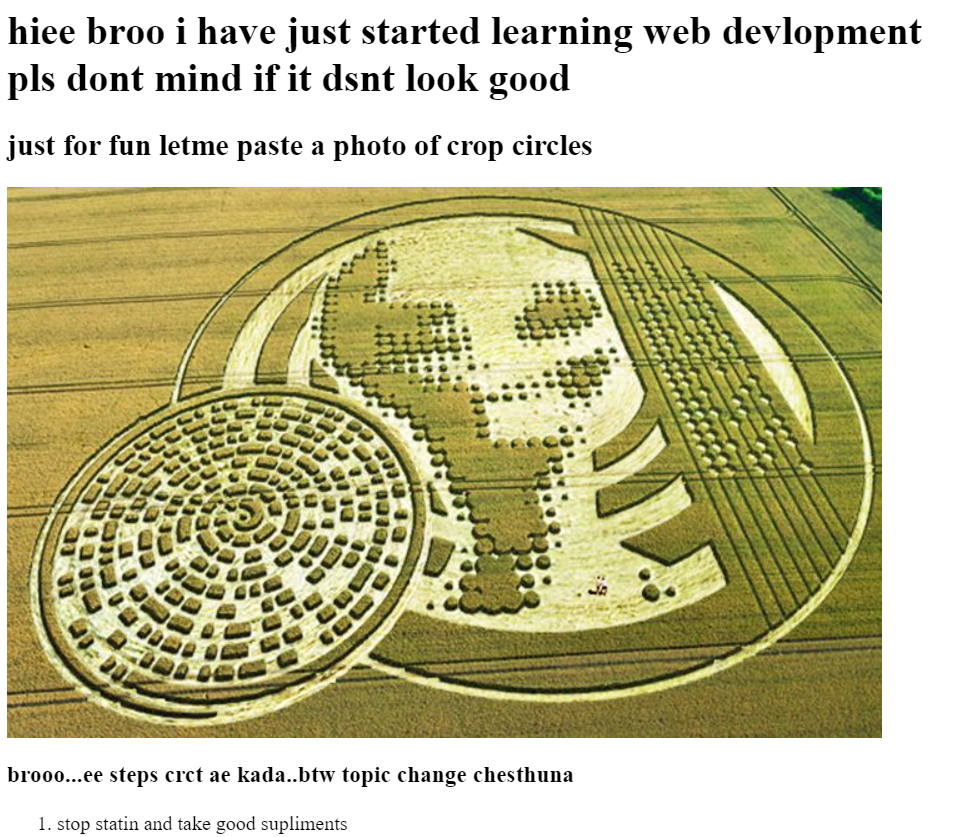 hiee broo i have just started learning web devlopment
pls dont mind if it dsnt look good
just for fun letme paste a photo of crop circles
brooo...ee steps crct ae kada..btw topic change chesthuna
1. stop statin and take good supliments